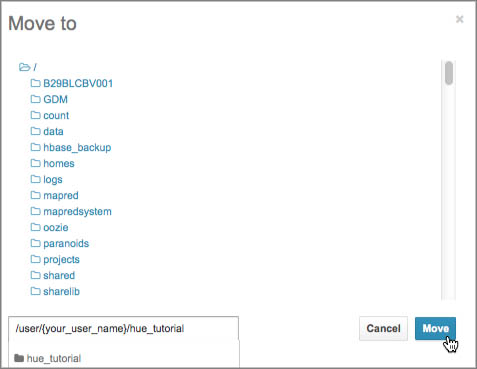 Move to
×
/
B29BLCBV001
GDM
count
data
hbase_backup
homes
logs
mapred
mapredsystem
oozie
paranoids
projects
shared
sharelib
/user/{your_user_name}/hue_tutorial
Cancel Move
hue_tutorial